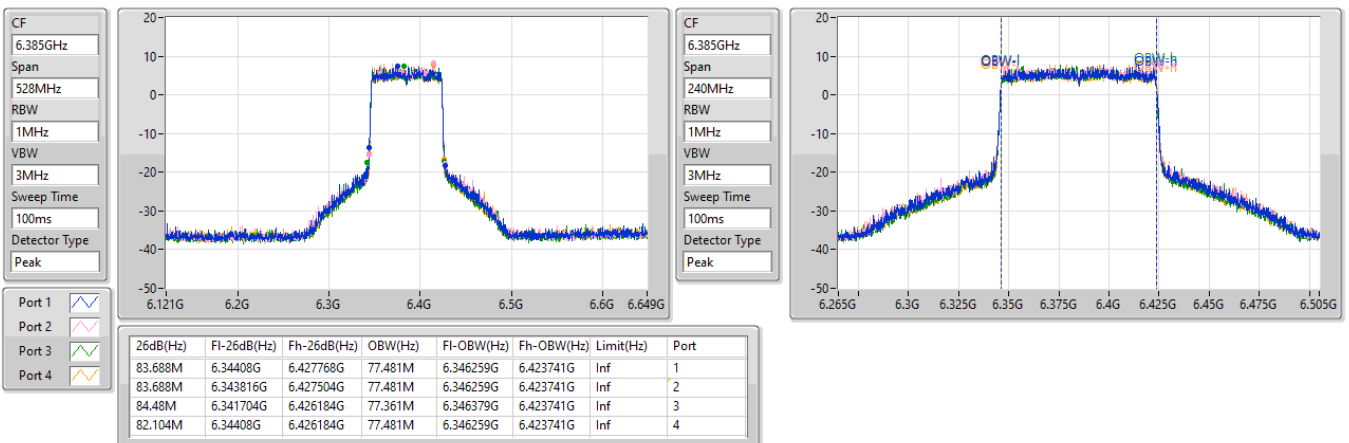 CF
6.385GHz
Span
528MHz
RBW
1MHz
VBW
3MHz
Sweep Time
100ms
Detector Type
Peak
20
10
0
-10
-20
-30
-40
-50
6.121G 6.2G 6.3G 6.4G 6.5G 6.6G 6.649G
CF
6.385GHz
Span
240MHz
RBW
1MHz
VBW
3MHz
Sweep Time
100ms
Detector Type
Peak
20
10
0
-10
-20
-30
-40
-50
OBW-l OBW-h
6.265G 6.3G 6.325G 6.35G 6.375G 6.4G 6.425G 6.45G 6.475G 6.505G
Port 1
Port 2
Port 3
Port 4
26dB(Hz) Fl-26dB(Hz) Fh-26dB(Hz) OBW(Hz) Fl-OBW(Hz) Fh-OBW(Hz) Limit(Hz) Port
83.688M 6.34408G 6.427768G 77.481M 6.346259G 6.423741G Inf 1
83.688M 6.343816G 6.427504G 77.481M 6.346259G 6.423741G Inf 2
84.48M 6.341704G 6.426184G 77.361M 6.346379G 6.423741G Inf 3
82.104M 6.34408G 6.426184G 77.481M 6.346259G 6.423741G Inf 4